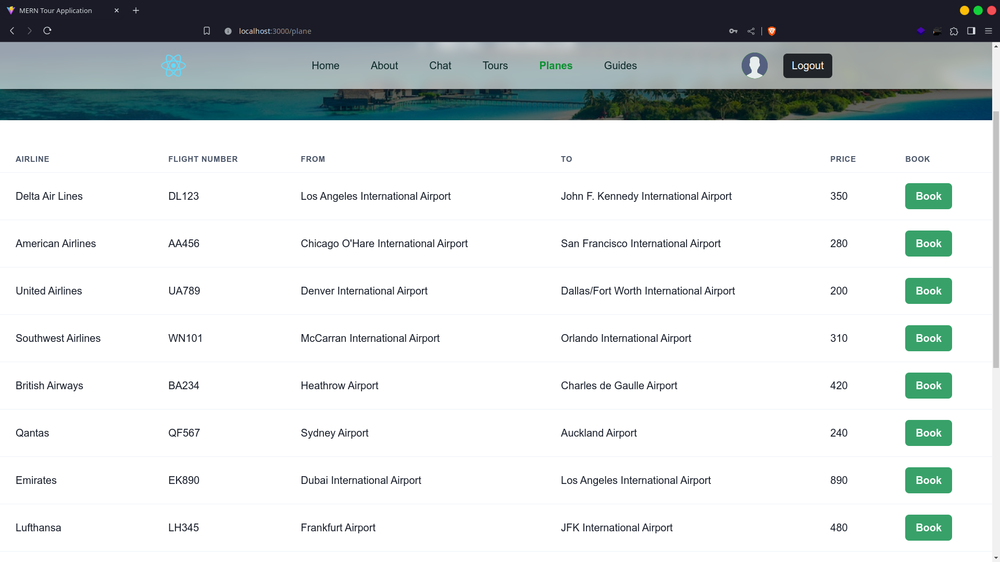 MERN Tour Application
localhost:3000/plane
Home About Chat Tours Planes Guides Logout
AIRLINE FLIGHT NUMBER FROM TO PRICE BOOK
Delta Air Lines DL123 Los Angeles International Airport John F. Kennedy International Airport 350 Book
American Airlines AA456 Chicago O'Hare International Airport San Francisco International Airport 280 Book
United Airlines UA789 Denver International Airport Dallas/Fort Worth International Airport 200 Book
Southwest Airlines WN101 McCarran International Airport Orlando International Airport 310 Book
British Airways BA234 Heathrow Airport Charles de Gaulle Airport 420 Book
Qantas QF567 Sydney Airport Auckland Airport 240 Book
Emirates EK890 Dubai International Airport Los Angeles International Airport 890 Book
Lufthansa LH345 Frankfurt Airport JFK International Airport 480 Book